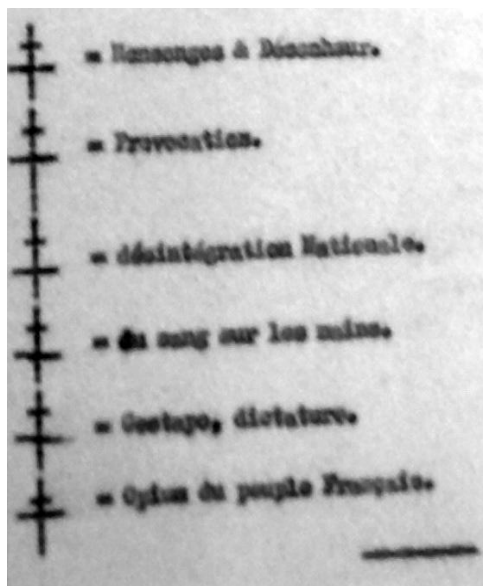 = Mensonges & Déshonneur.
= Provocation.
= désintégration Nationale.
= du sang sur les mains.
= Gestapo, dictature.
= Opium du peuple Français.